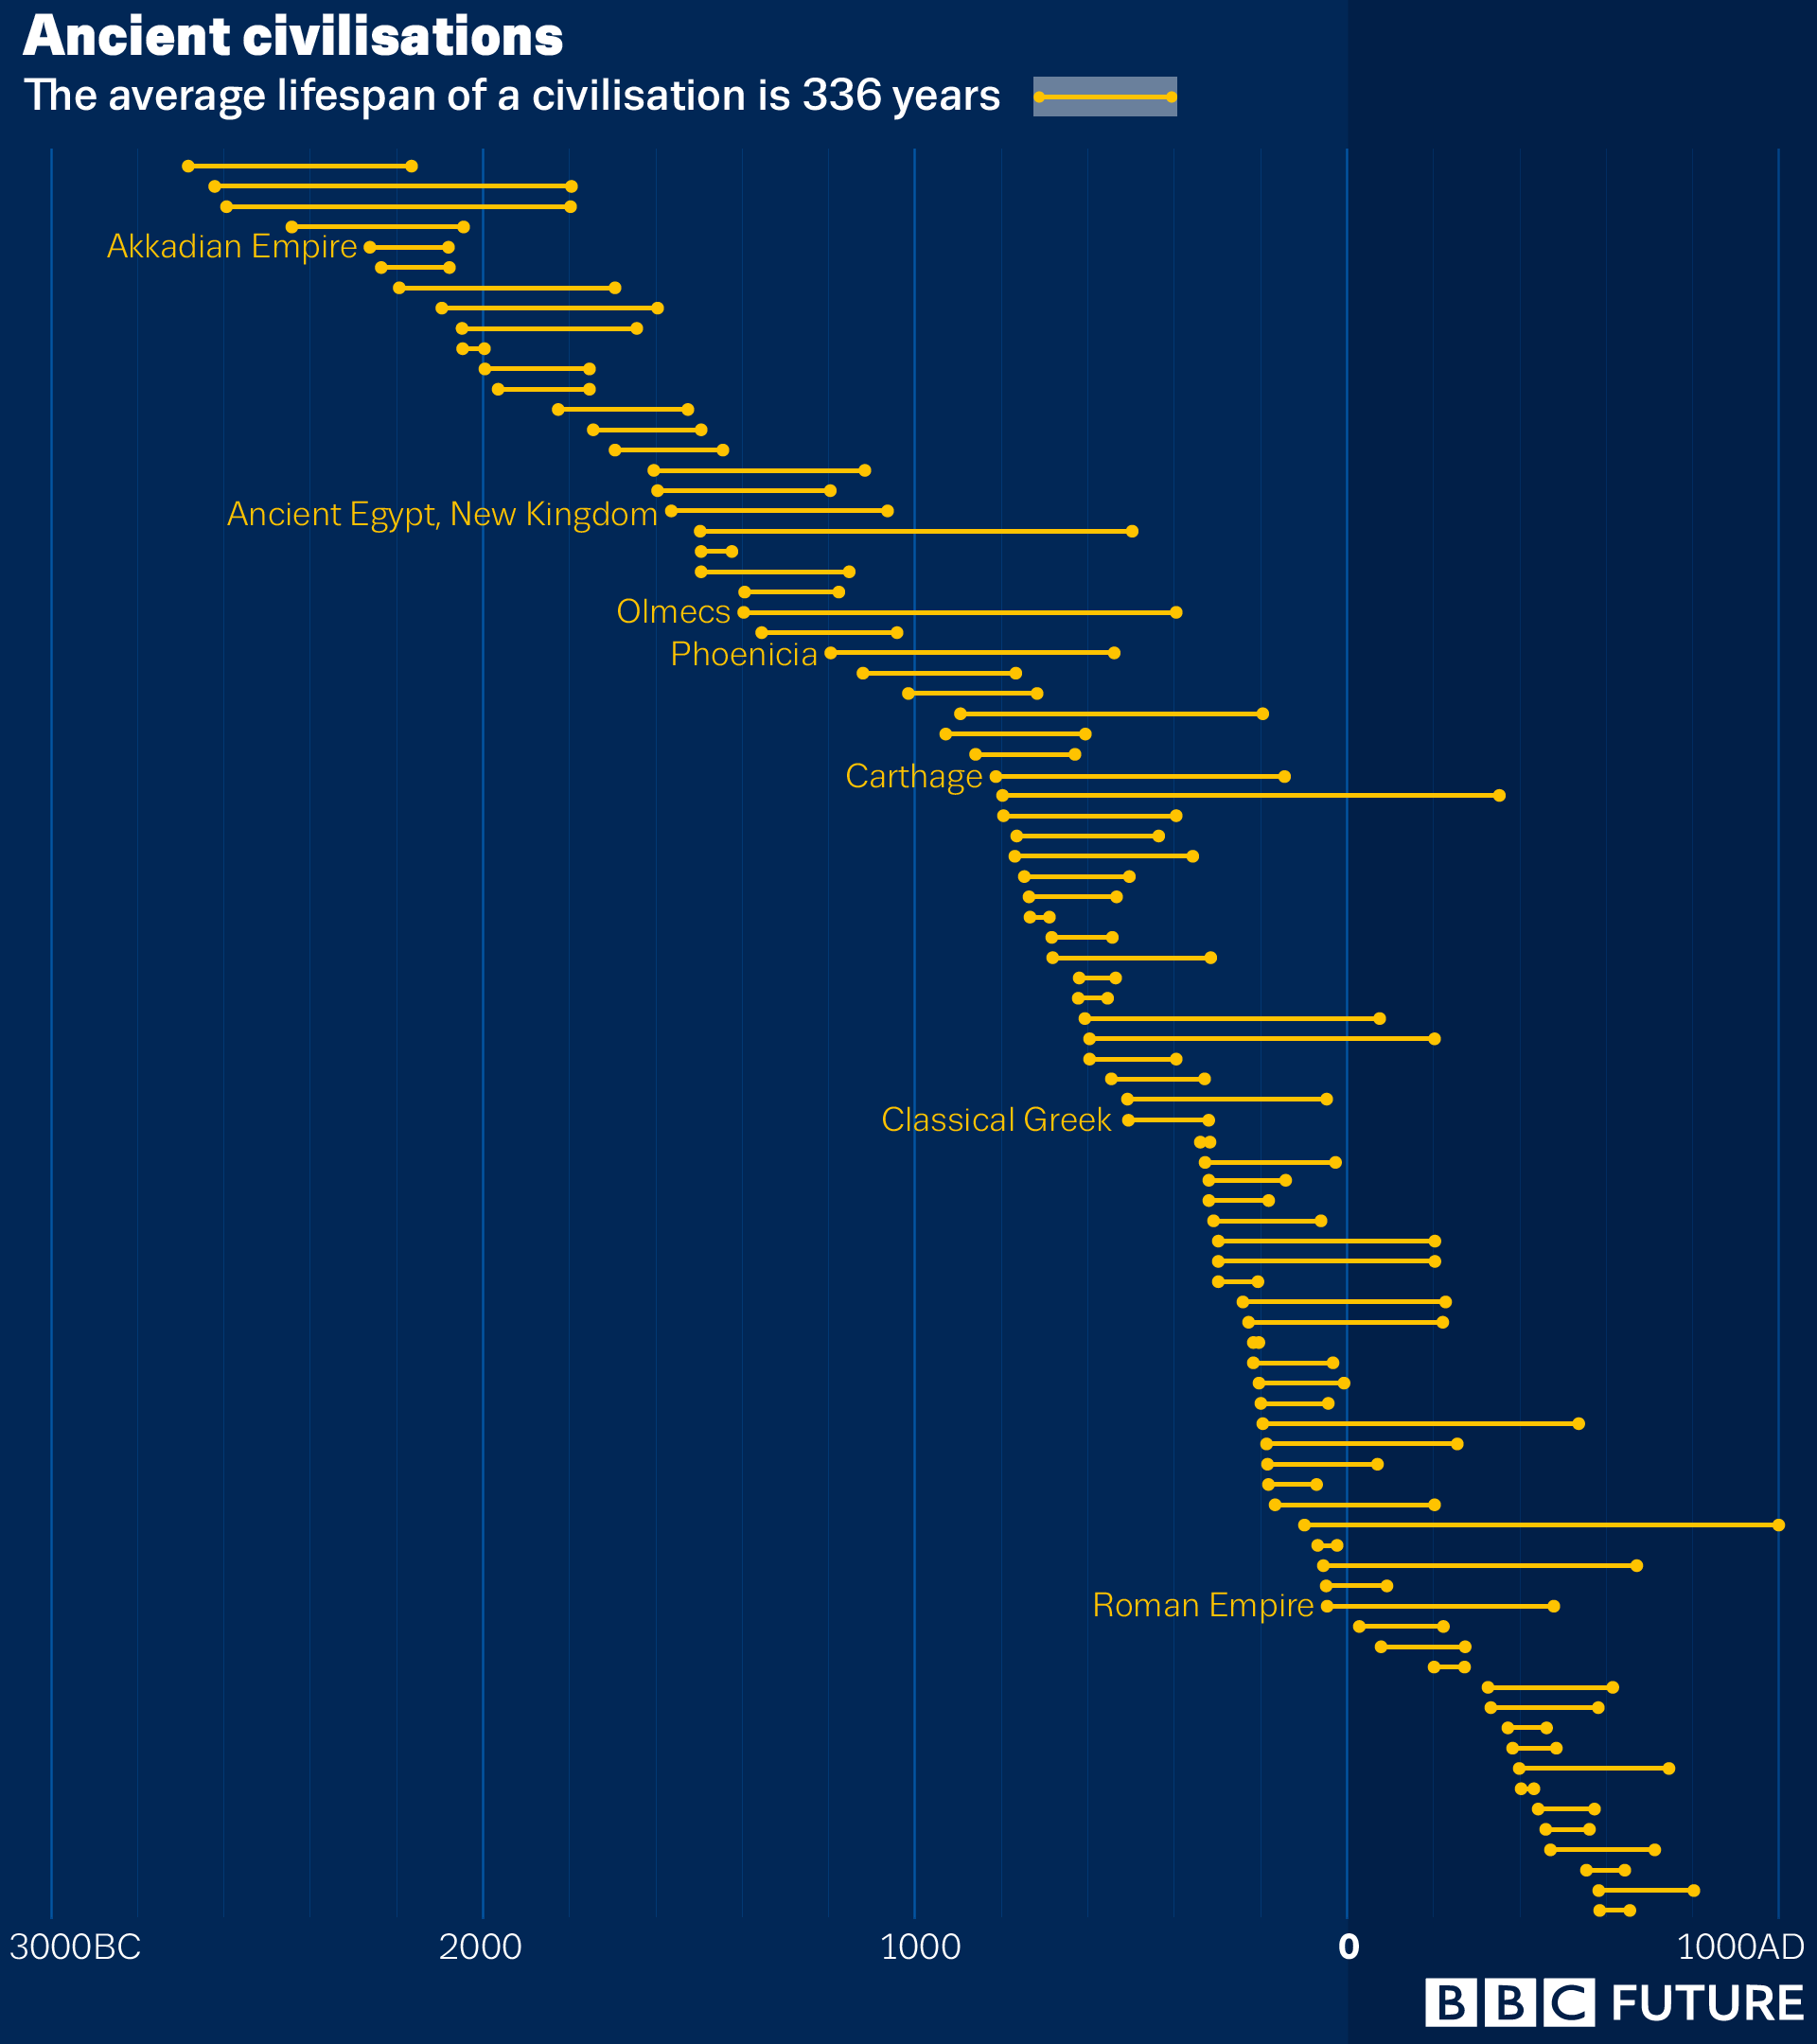 Ancient civilisations
The average lifespan of a civilisation is 336 years
Akkadian Empire
Ancient Egypt, New Kingdom
Olmecs
Phoenicia
Carthage
Classical Greek
Roman Empire
3000BC 2000 1000 0 1000AD
BBC FUTURE